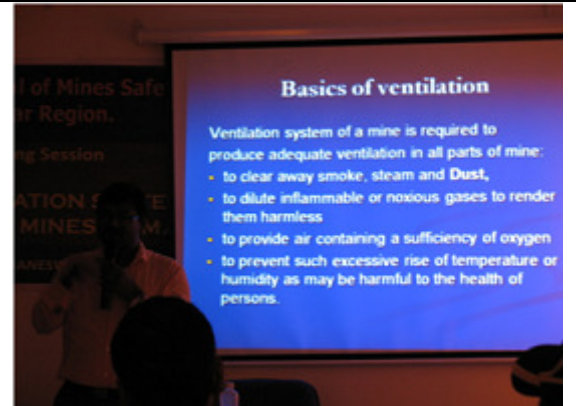 l of Mines Safe
ar Region.
ng Session
ATION S
MINES
Basics of ventilation
Ventilation system of a mine is required to
produce adequate ventilation in all parts of mine:
- to clear away smoke, steam and Dust,
- to dilute inflammable or noxious gases to render
them harmless
- to provide air containing a sufficiency of oxygen
- to prevent such excessive rise of temperature or
humidity as may be harmful to the health of
persons.